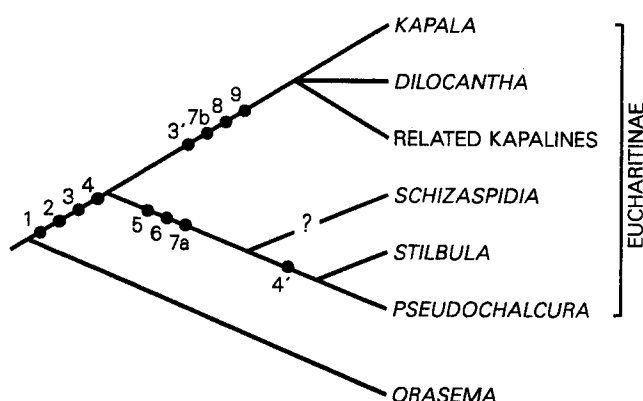 KAPALA
DILOCANTHA
RELATED KAPALINES
SCHIZASPIDIA
STILBULA
PSEUDOCHALCURA
ORASEMA
EUCHARITINAE
1 2 3 4
3′ 7b 8 9
5 6 7a
?
4′